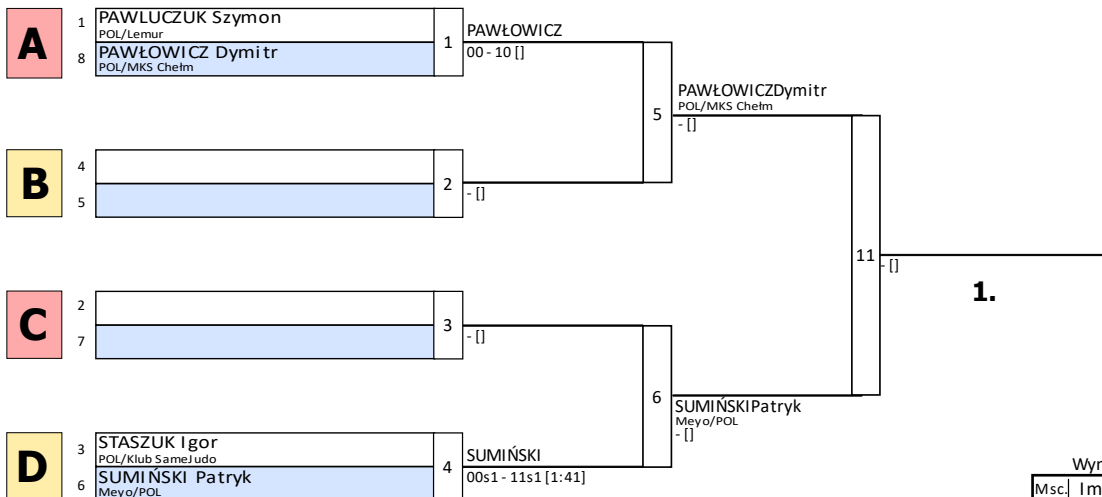 A
1 PAWLUCZUK Szymon
POL/Lemur
8 PAWŁOWICZ Dymitr
POL/MKS Chełm
1
PAWŁOWICZ
00 - 10 []
5
PAWŁOWICZDymitr
POL/MKS Chełm
- []
B
4
5
2
- []
11
- []
1.
C
2
7
3
- []
6
SUMIŃSKIPatryk
Meyo/POL
- []
D
3 STASZUK Igor
POL/Klub SameJudo
6 SUMIŃSKI Patryk
Meyo/POL
4
SUMIŃSKI
00s1 - 11s1 [1:41]
Wyn
Msc. Im